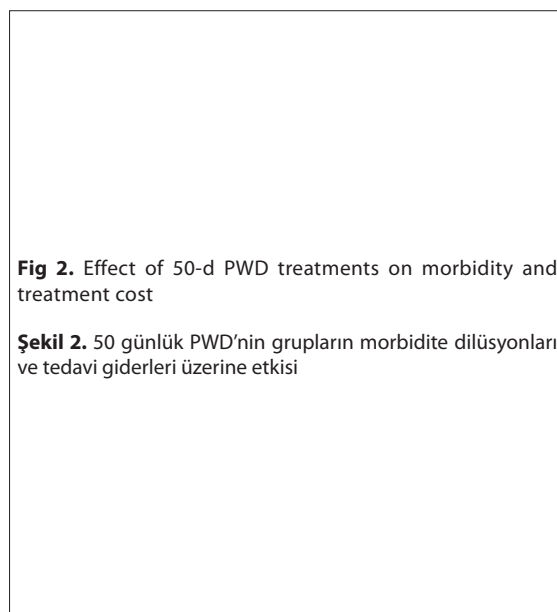 Fig 2. Effect of 50-d PWD treatments on morbidity and
treatment cost
Şekil 2. 50 günlük PWD’nin grupların morbidite dilüsyonları
ve tedavi giderleri üzerine etkisi